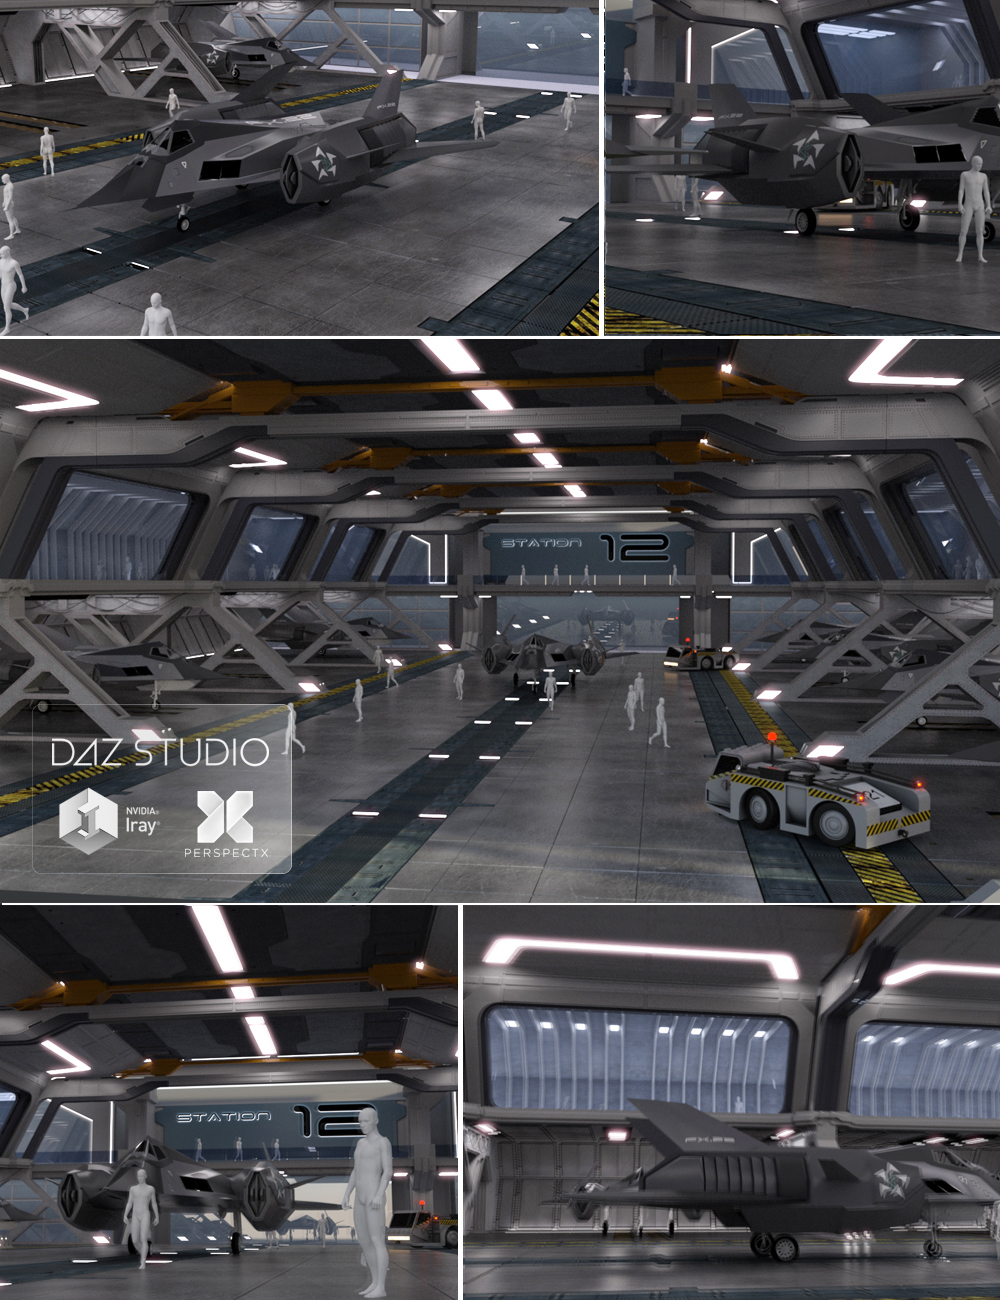 STATION 12
DAZ STUDIO
NVIDIA®
Iray®
PERSPECTX
STATION 12